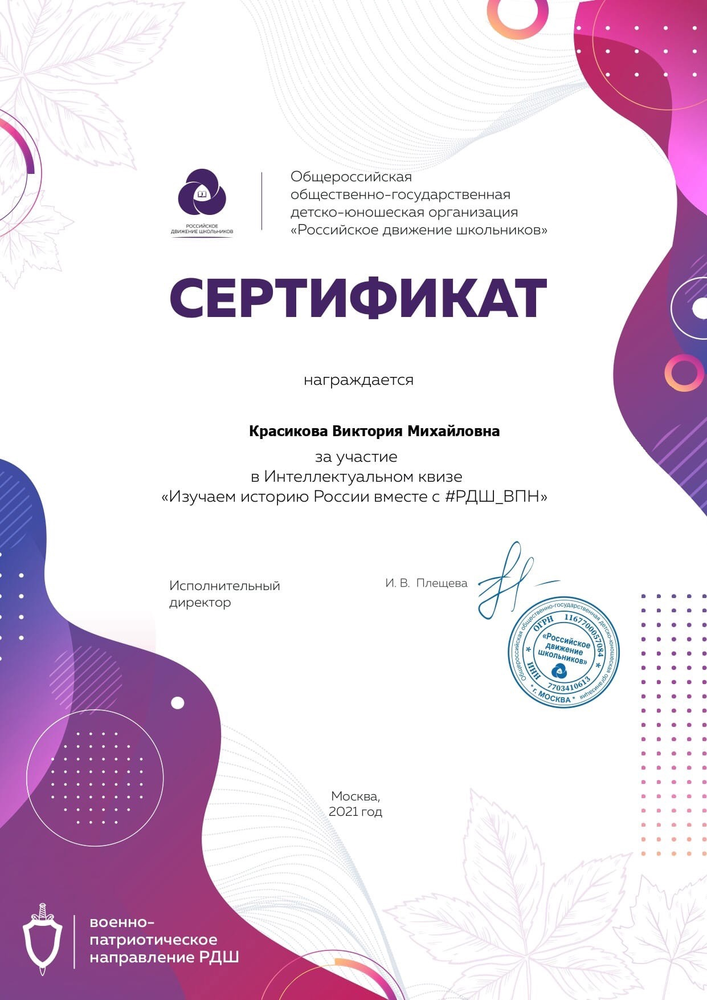 РОССИЙСКОЕ
ДВИЖЕНИЕ ШКОЛЬНИКОВ
Общероссийская
общественно-государственная
детско-юношеская организация
«Российское движение школьников»
СЕРТИФИКАТ
награждается
Красикова Виктория Михайловна
за участие
в Интеллектуальном квизе
«Изучаем историю России вместе с #РДШ_ВПН»
Исполнительный
директор
И. В. Плещева
Общероссийская общественно-государственная детско-юношеская организация
* г. МОСКВА *
* ОГРН 1167700057084 *
ИНН 7703410613
«Российское
движение
школьников»
Москва,
2021 год
военно-
патриотическое
направление РДШ